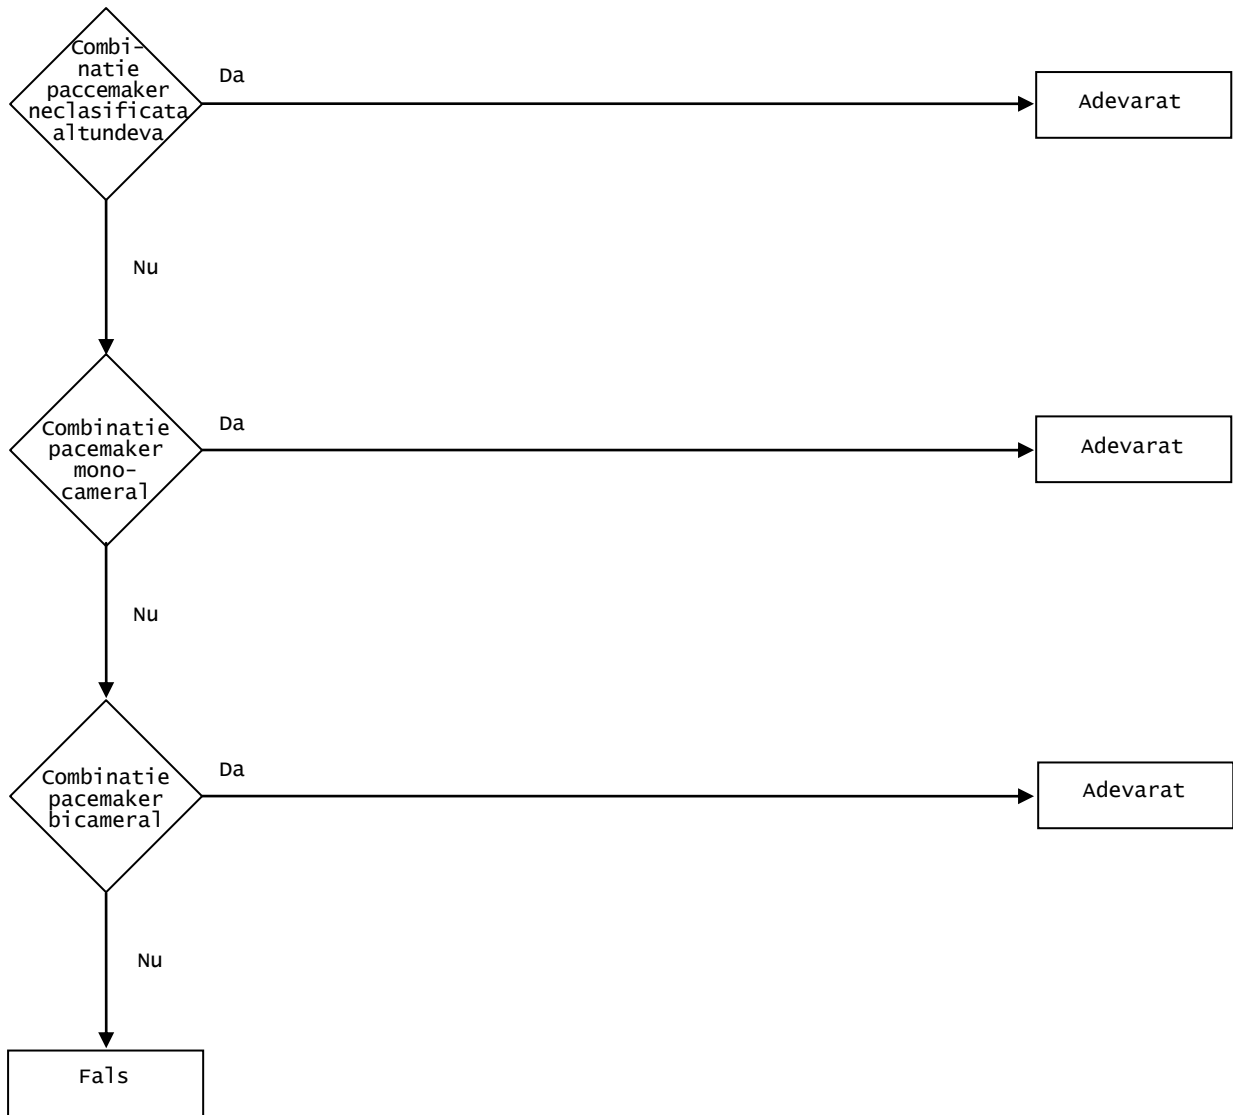 Combi-
natie
paccemaker
neclasificata
altundeva
Da
Adevarat
Nu
Combinatie
pacemaker
mono-
cameral
Da
Adevarat
Nu
Combinatie
pacemaker
bicameral
Da
Adevarat
Nu
Fals